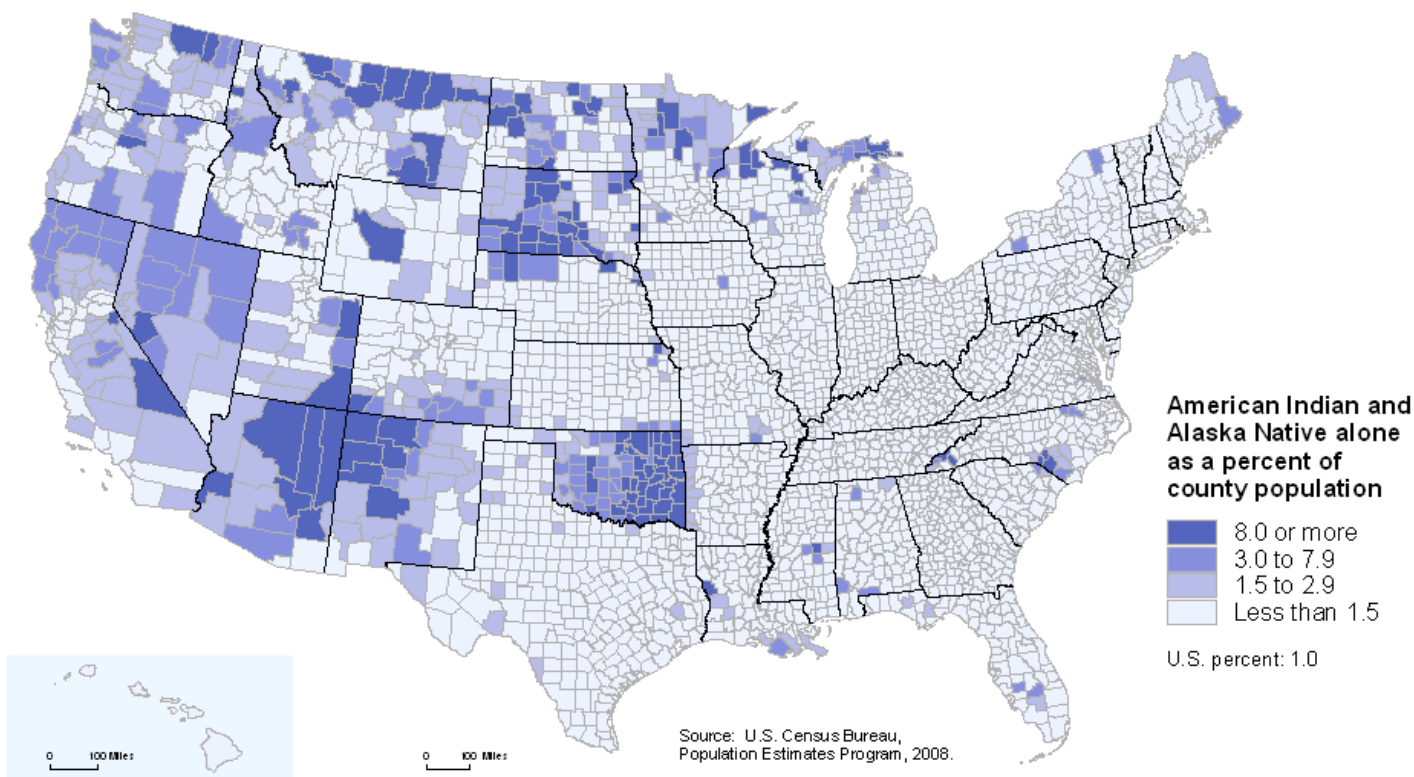 American Indian and
Alaska Native alone
as a percent of
county population
8.0 or more
3.0 to 7.9
1.5 to 2.9
Less than 1.5
U.S. percent: 1.0
Source: U.S. Census Bureau,
Population Estimates Program, 2008.
0 100 Miles
0 100 Miles